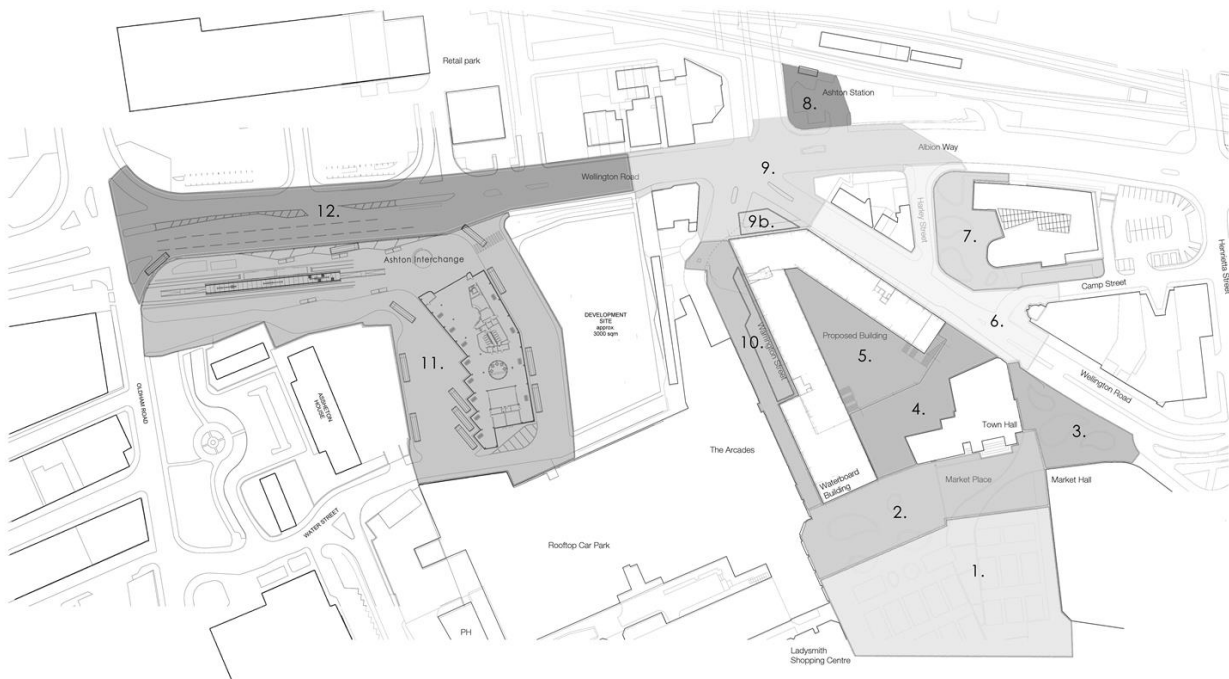 Retail park
Ashton Station
8.
Albion Way
9.
Wellington Road
12.
9b.
Harley Street
7.
Henrietta Street
Ashton Interchange
Camp Street
DEVELOPMENT
SITE
approx
3000 sqm
6.
Proposed Building
Warrington Street
10.
5.
11.
Wellington Road
OLDHAM ROAD
ASSHETON
HOUSE
4.
Town Hall
3.
The Arcades
Waterboard
Building
Market Place
Market Hall
2.
WATER STREET
Rooftop Car Park
1.
PH
Ladysmith
Shopping Centre